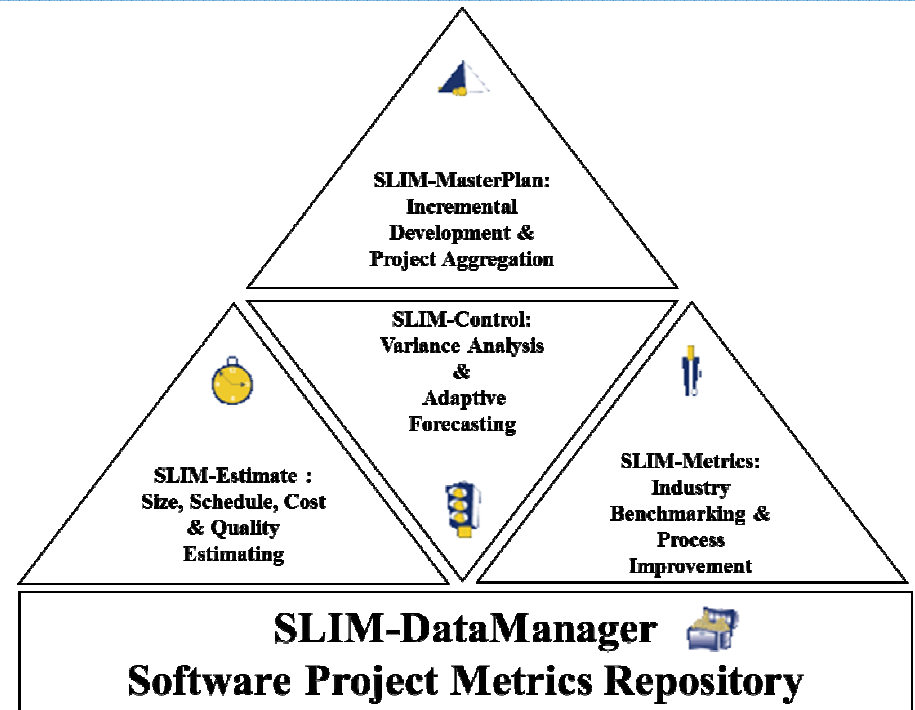 SLIM-MasterPlan:
Incremental
Development &
Project Aggregation
SLIM-Control:
Variance Analysis
&
Adaptive
Forecasting
SLIM-Estimate :
Size, Schedule, Cost
& Quality
Estimating
SLIM-Metrics:
Industry
Benchmarking &
Process
Improvement
SLIM-DataManager
Software Project Metrics Repository